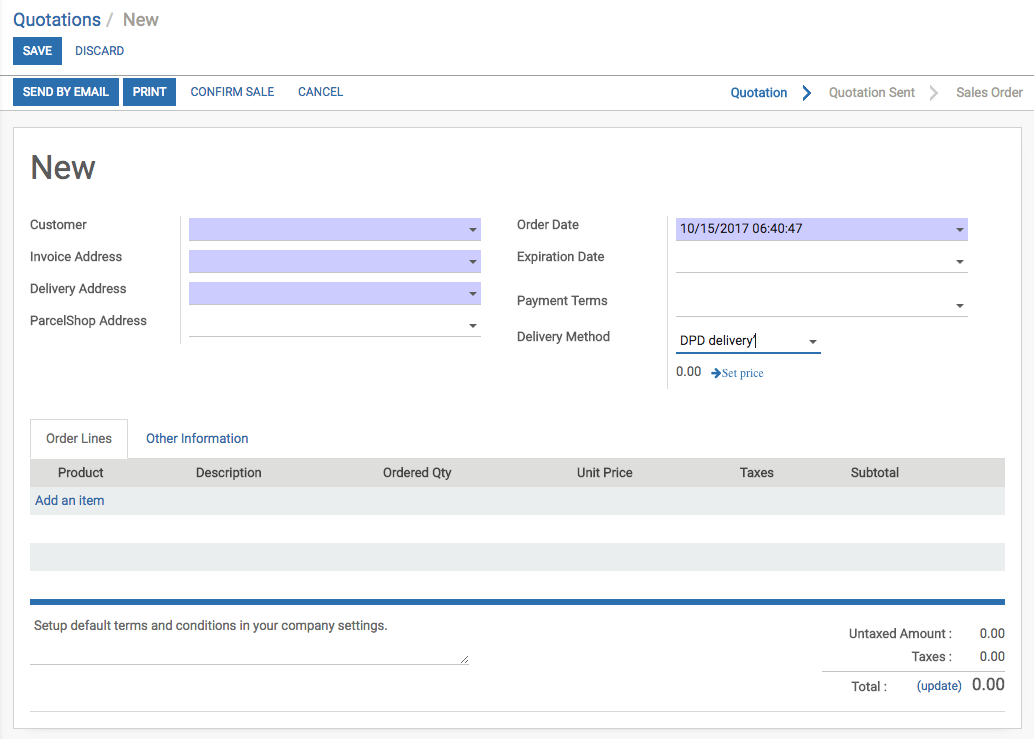 Quotations / New
SAVE DISCARD
SEND BY EMAIL PRINT CONFIRM SALE CANCEL Quotation Quotation Sent Sales Order
New
Customer
Invoice Address
Delivery Address
ParcelShop Address
Order Date 10/15/2017 06:40:47
Expiration Date
Payment Terms
Delivery Method DPD delivery'
0.00 Set price
Order Lines Other Information
Product Description Ordered Qty Unit Price Taxes Subtotal
Add an item
Setup default terms and conditions in your company settings.
Untaxed Amount : 0.00
Taxes : 0.00
Total : (update) 0.00